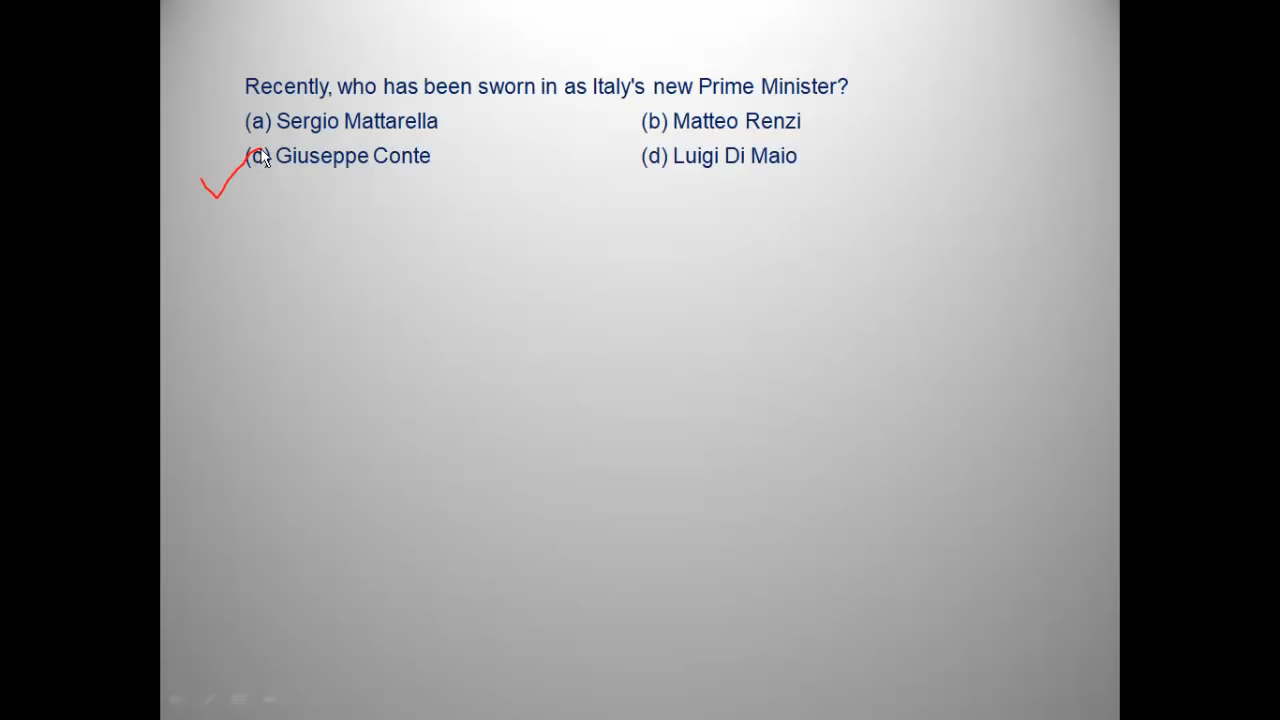 Recently, who has been sworn in as Italy's new Prime Minister?
(a) Sergio Mattarella (b) Matteo Renzi
(c) Giuseppe Conte (d) Luigi Di Maio